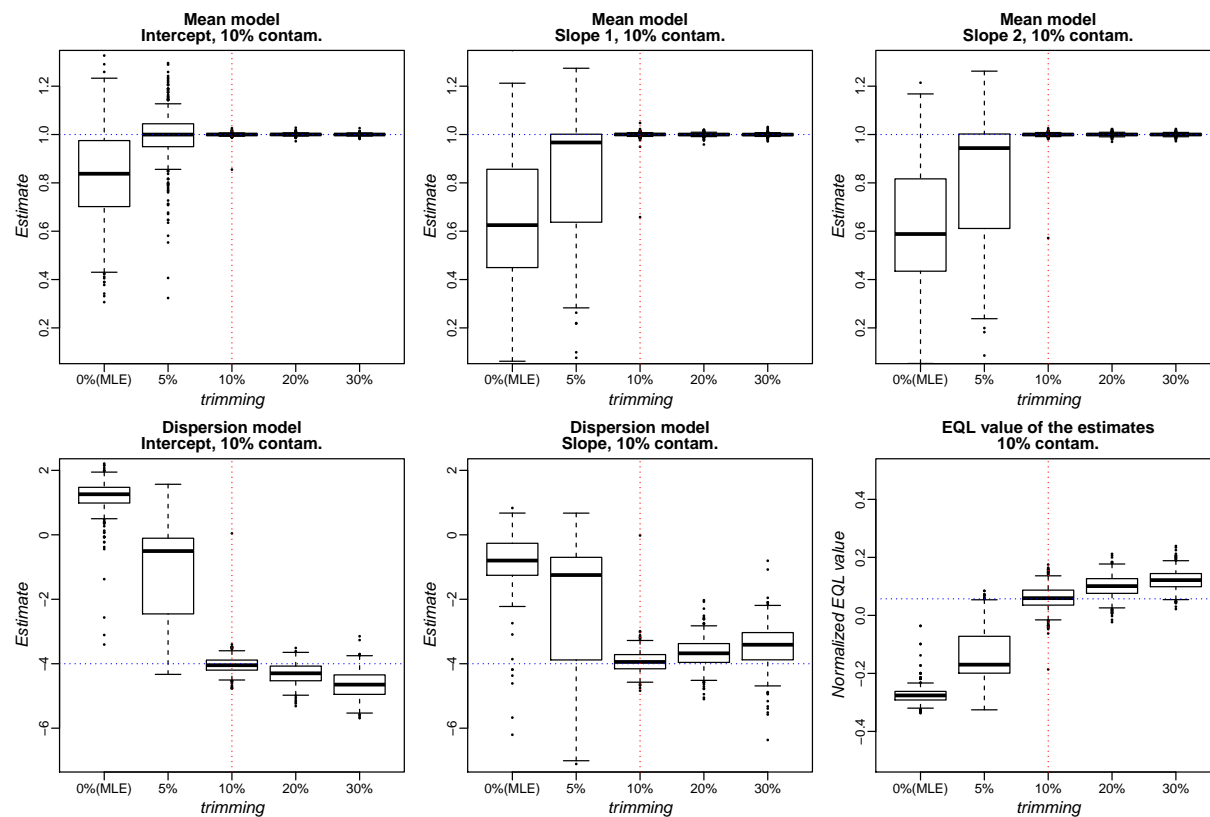 Mean model
Intercept, 10% contam.
Estimate
0.2 0.4 0.6 0.8 1.0 1.2
0%(MLE) 5% 10% 20% 30%
trimming
Mean model
Slope 1, 10% contam.
Estimate
0.2 0.4 0.6 0.8 1.0 1.2
0%(MLE) 5% 10% 20% 30%
trimming
Mean model
Slope 2, 10% contam.
Estimate
0.2 0.4 0.6 0.8 1.0 1.2
0%(MLE) 5% 10% 20% 30%
trimming
Dispersion model
Intercept, 10% contam.
Estimate
−6 −4 −2 0 2
0%(MLE) 5% 10% 20% 30%
trimming
Dispersion model
Slope, 10% contam.
Estimate
−6 −4 −2 0 2
0%(MLE) 5% 10% 20% 30%
trimming
EQL value of the estimates
10% contam.
Normalized EQL value
−0.4 −0.2 0.0 0.2 0.4
0%(MLE) 5% 10% 20% 30%
trimming